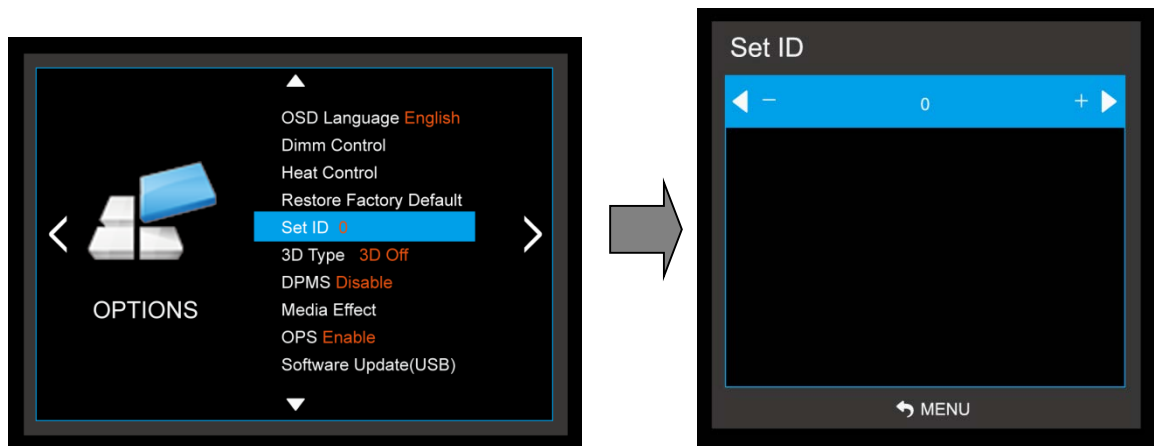 OSD Language English
Dimm Control
Heat Control
Restore Factory Default
Set ID 0
3D Type 3D Off
DPMS Disable
OPTIONS
Media Effect
OPS Enable
Software Update(USB)
Set ID
− 0 +
MENU